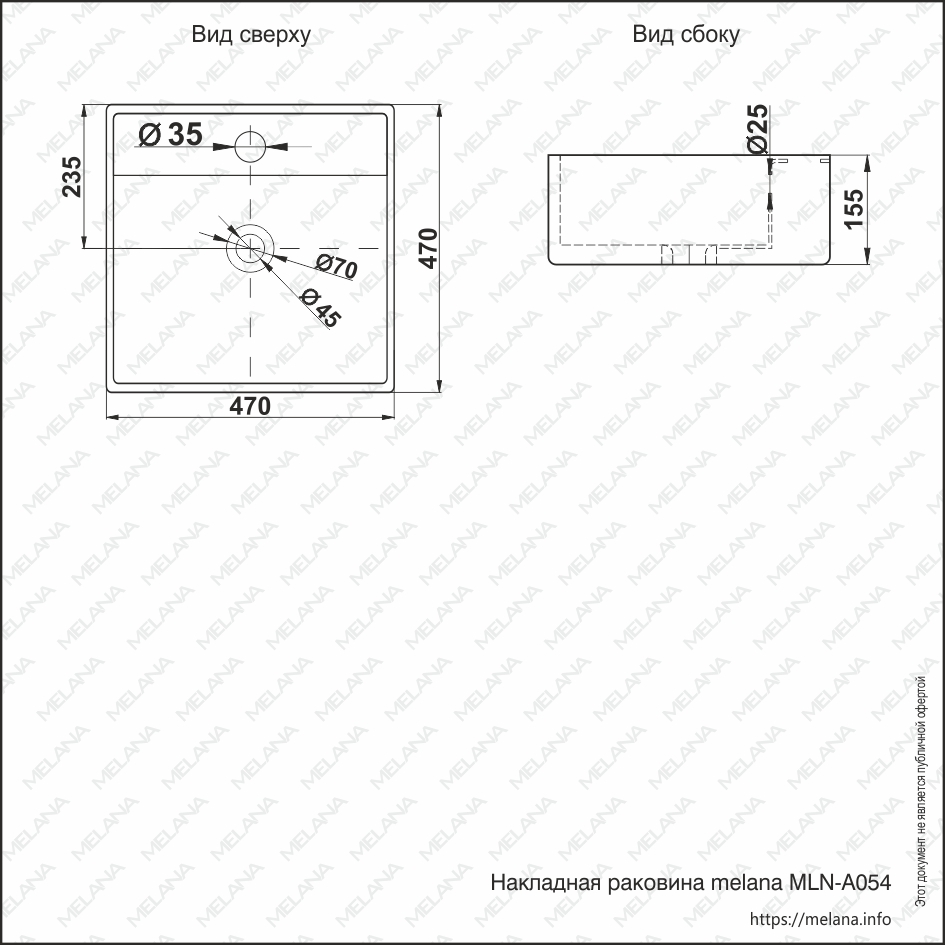 Вид сверху
Вид сбоку
Ø 35
235
470
Ø70
Ø45
470
Ø25
155
Этот документ не является публичной офертой
Накладная раковина melana MLN-A054
https://melana.info
MELANA